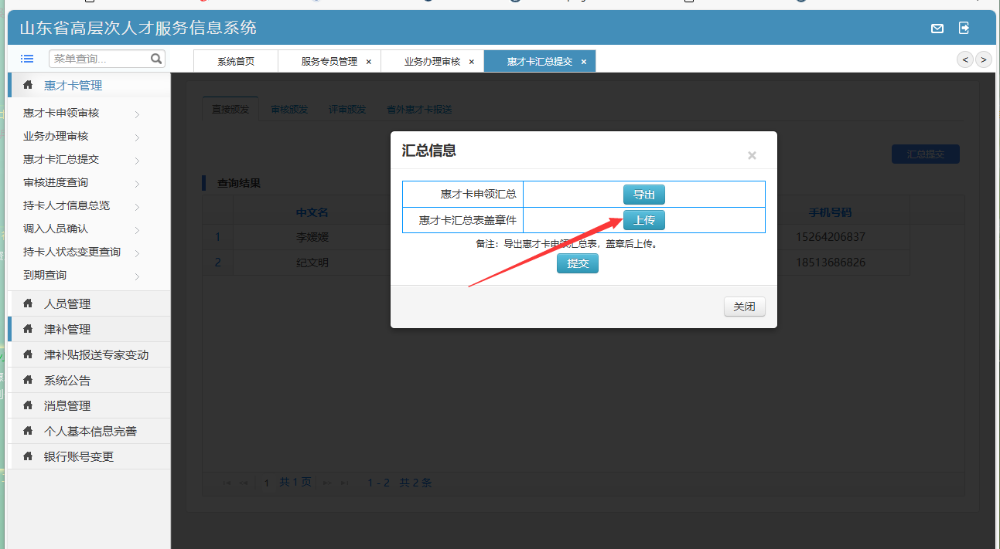 山东省高层次人才服务信息系统
菜单查询...
系统首页
服务专员管理 ×
业务办理审核 ×
惠才卡汇总提交 ×
< >
惠才卡管理
惠才卡申领审核
业务办理审核
惠才卡汇总提交
审核进度查询
持卡人才信息总览
调入人员确认
持卡人状态变更查询
到期查询
人员管理
津补管理
津补贴报送专家变动
系统公告
消息管理
个人基本信息完善
银行账号变更
直接颁发 审核颁发 评审颁发 省外惠才卡报送
汇总提交
查询结果
中文名 手机号码
1 李媛媛 15264206837
2 纪文明 18513686826
1 共 1 页 1 - 2 共 2 条
汇总信息 ×
惠才卡申领汇总 导出
惠才卡汇总表盖章件 上传
备注：导出惠才卡申领汇总表，盖章后上传。
提交
关闭